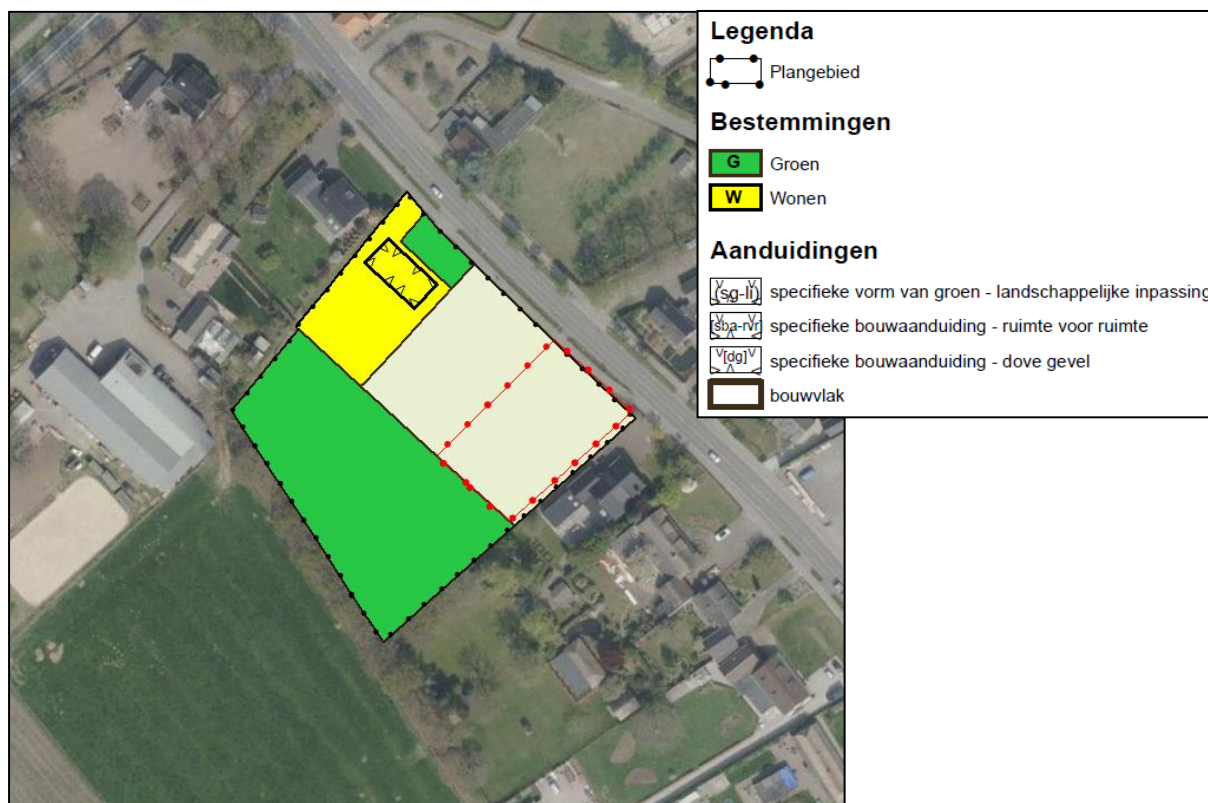 Legenda
Plangebied
Bestemmingen
G Groen
W Wonen
Aanduidingen
(sg-li) specifieke vorm van groen - landschappelijke inpassing
[sba-rvr] specifieke bouwaanduiding - ruimte voor ruimte
[dg] specifieke bouwaanduiding - dove gevel
bouwvlak